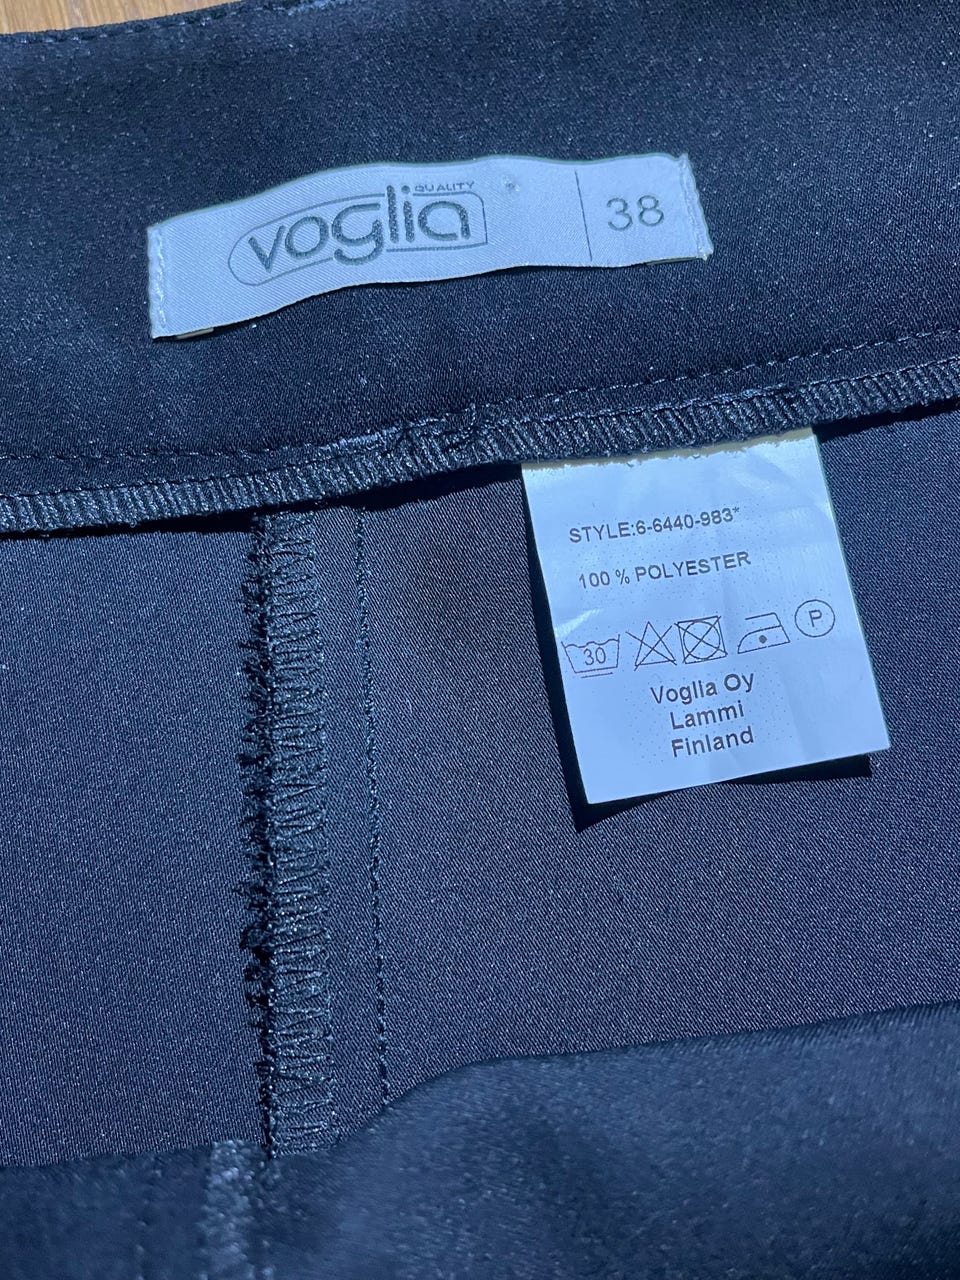 QUALITY
voglia
38
STYLE:6-6440-983*
100 % POLYESTER
30
P
Voglia Oy
Lammi
Finland